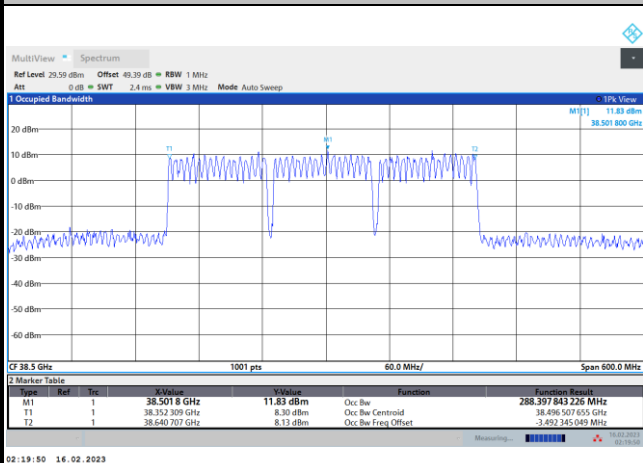 MultiView Spectrum
Ref Level 29.59 dBm Offset 49.39 dB RBW 1 MHz
Att 0 dB SWT 2.4 ms VBW 3 MHz Mode Auto Sweep
1 Occupied Bandwidth 1Pk View
M1[1] 11.83 dBm
38.501 800 GHz
20 dBm
M1
T1 T2
10 dBm
0 dBm
-10 dBm
-20 dBm
-30 dBm
-40 dBm
-50 dBm
-60 dBm
CF 38.5 GHz 1001 pts 60.0 MHz/ Span 600.0 MHz
2 Marker Table
Type Ref Trc X-Value Y-Value Function Function Result
M1 1 38.501 8 GHz 11.83 dBm Occ Bw 288.397 843 226 MHz
T1 1 38.352 309 GHz 8.30 dBm Occ Bw Centroid 38.496 507 655 GHz
T2 1 38.640 707 GHz 8.13 dBm Occ Bw Freq Offset -3.492 345 049 MHz
Measuring... 16.02.2023
02:19:50
02:19:50 16.02.2023